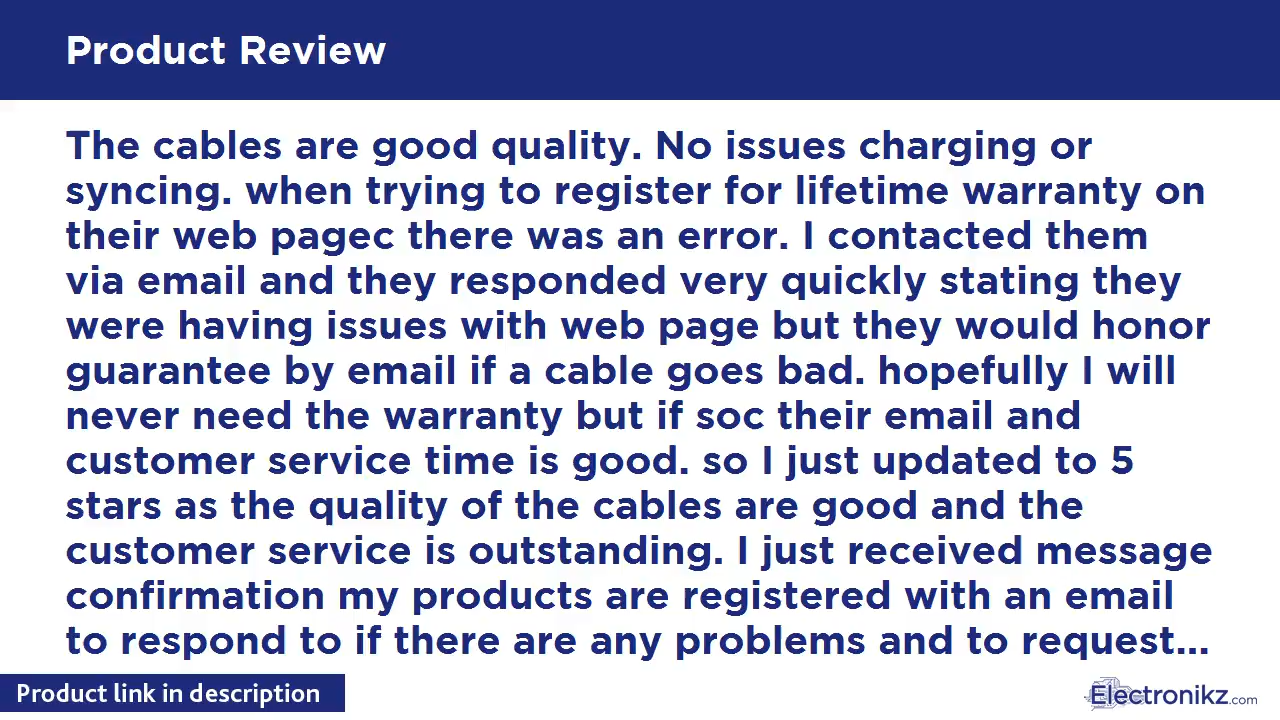 Product Review
The cables are good quality. No issues charging or
syncing. when trying to register for lifetime warranty on
their web pagec there was an error. I contacted them
via email and they responded very quickly stating they
were having issues with web page but they would honor
guarantee by email if a cable goes bad. hopefully I will
never need the warranty but if soc their email and
customer service time is good. so I just updated to 5
stars as the quality of the cables are good and the
customer service is outstanding. I just received message
confirmation my products are registered with an email
to respond to if there are any problems and to request...
Product link in description
Electronikz.com